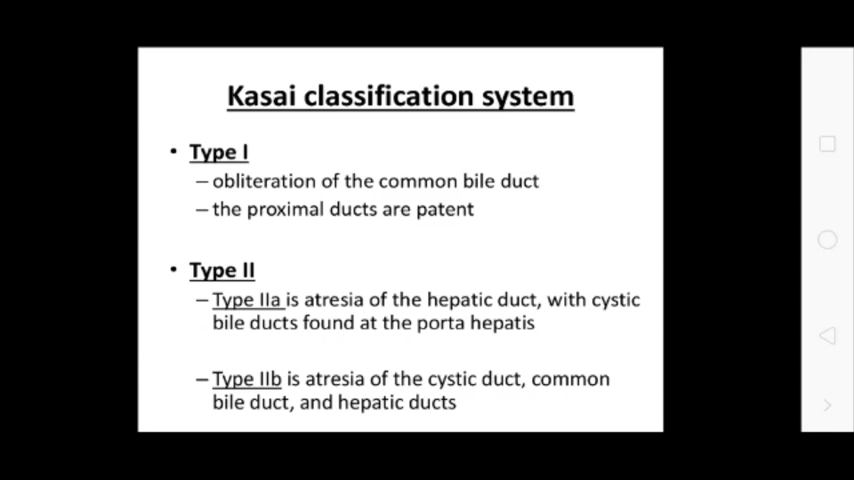 Kasai classification system
• Type I
– obliteration of the common bile duct
– the proximal ducts are patent
• Type II
– Type IIa is atresia of the hepatic duct, with cystic
bile ducts found at the porta hepatis
– Type IIb is atresia of the cystic duct, common
bile duct, and hepatic ducts